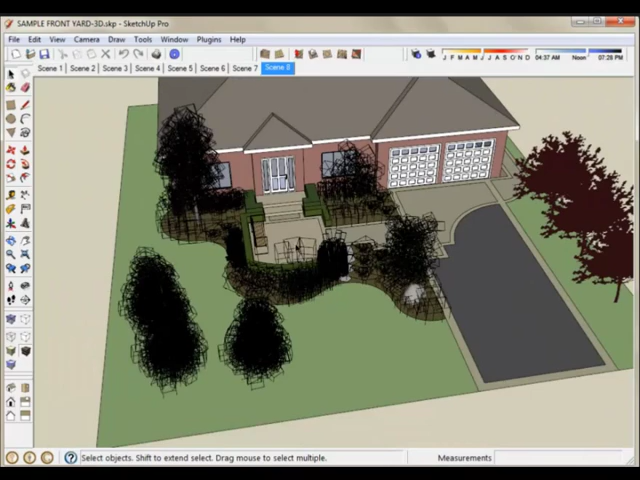 SAMPLE FRONT YARD-3D.skp - SketchUp Pro
File Edit View Camera Draw Tools Window Plugins Help
J F M A M J J A S O N D 04:37 AM Noon 07:28 PM
Scene 1 Scene 2 Scene 3 Scene 4 Scene 5 Scene 6 Scene 7 Scene 8
Select objects. Shift to extend select. Drag mouse to select multiple. Measurements